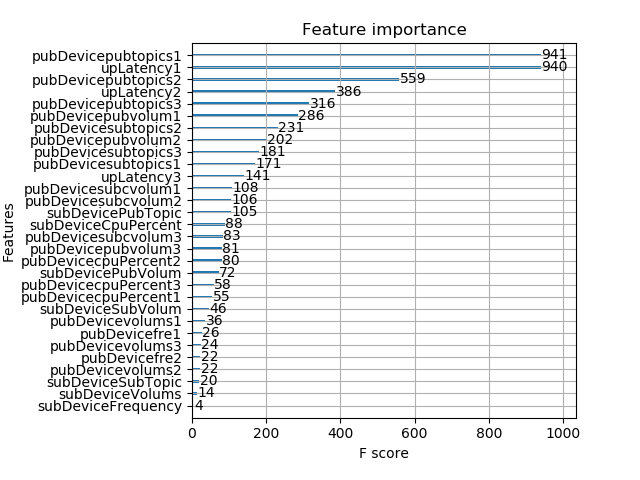 Feature importance
pubDevicepubtopics1 941
upLatency1 940
pubDevicepubtopics2 559
upLatency2 386
pubDevicepubtopics3 316
pubDevicepubvolum1 286
pubDevicesubtopics2 231
pubDevicepubvolum2 202
pubDevicesubtopics3 181
pubDevicesubtopics1 171
upLatency3 141
pubDevicesubcvolum1 108
pubDevicesubcvolum2 106
subDevicePubTopic 105
subDeviceCpuPercent 88
pubDevicesubcvolum3 83
pubDevicepubvolum3 81
pubDevicecpuPercent2 80
subDevicePubVolum 72
pubDevicecpuPercent3 58
pubDevicecpuPercent1 55
subDeviceSubVolum 46
pubDevicevolums1 36
pubDevicefre1 26
pubDevicevolums3 24
pubDevicefre2 22
pubDevicevolums2 22
subDeviceSubTopic 20
subDeviceVolums 14
subDeviceFrequency 4
Features
0 200 400 600 800 1000
F score